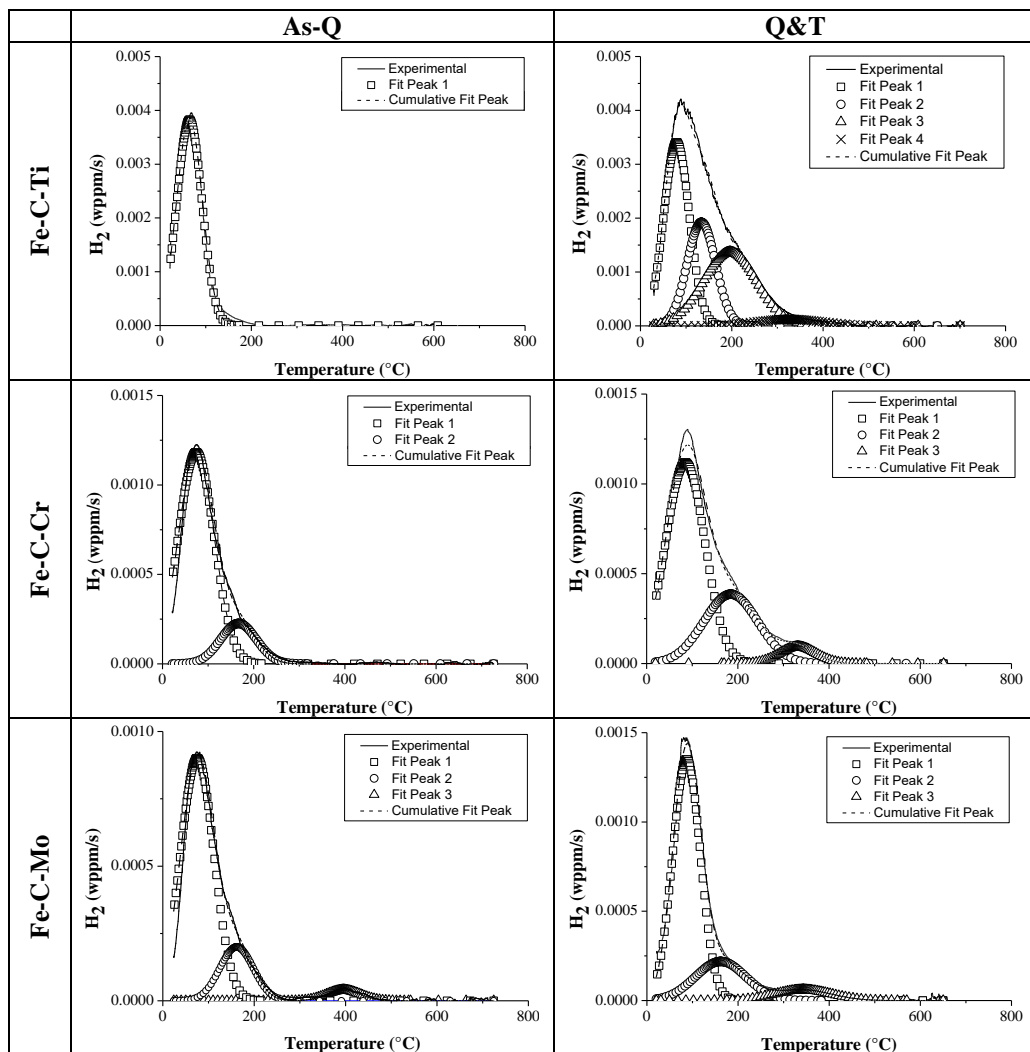 As-Q
Q&T
Fe-C-Ti
0.005
0.004
0.003
0.002
0.001
0.000
H2 (wppm/s)
0
200
400
600
800
Temperature (°C)
Experimental
Fit Peak 1
Cumulative Fit Peak
0.005
0.004
0.003
0.002
0.001
0.000
H2 (wppm/s)
0
200
400
600
800
Temperature (°C)
Experimental
Fit Peak 1
Fit Peak 2
Fit Peak 3
Fit Peak 4
Cumulative Fit Peak
Fe-C-Cr
0.0015
0.0010
0.0005
0.0000
H2 (wppm/s)
0
200
400
600
800
Temperature (°C)
Experimental
Fit Peak 1
Fit Peak 2
Cumulative Fit Peak
0.0015
0.0010
0.0005
0.0000
H2 (wppm/s)
0
200
400
600
800
Temperature (°C)
Experimental
Fit Peak 1
Fit Peak 2
Fit Peak 3
Cumulative Fit Peak
Fe-C-Mo
0.0010
0.0005
0.0000
H2 (wppm/s)
0
200
400
600
800
Temperature (°C)
Experimental
Fit Peak 1
Fit Peak 2
Fit Peak 3
Cumulative Fit Peak
0.0015
0.0010
0.0005
0.0000
H2 (wppm/s)
0
200
400
600
800
Temperature (°C)
Experimental
Fit Peak 1
Fit Peak 2
Fit Peak 3
Cumulative Fit Peak